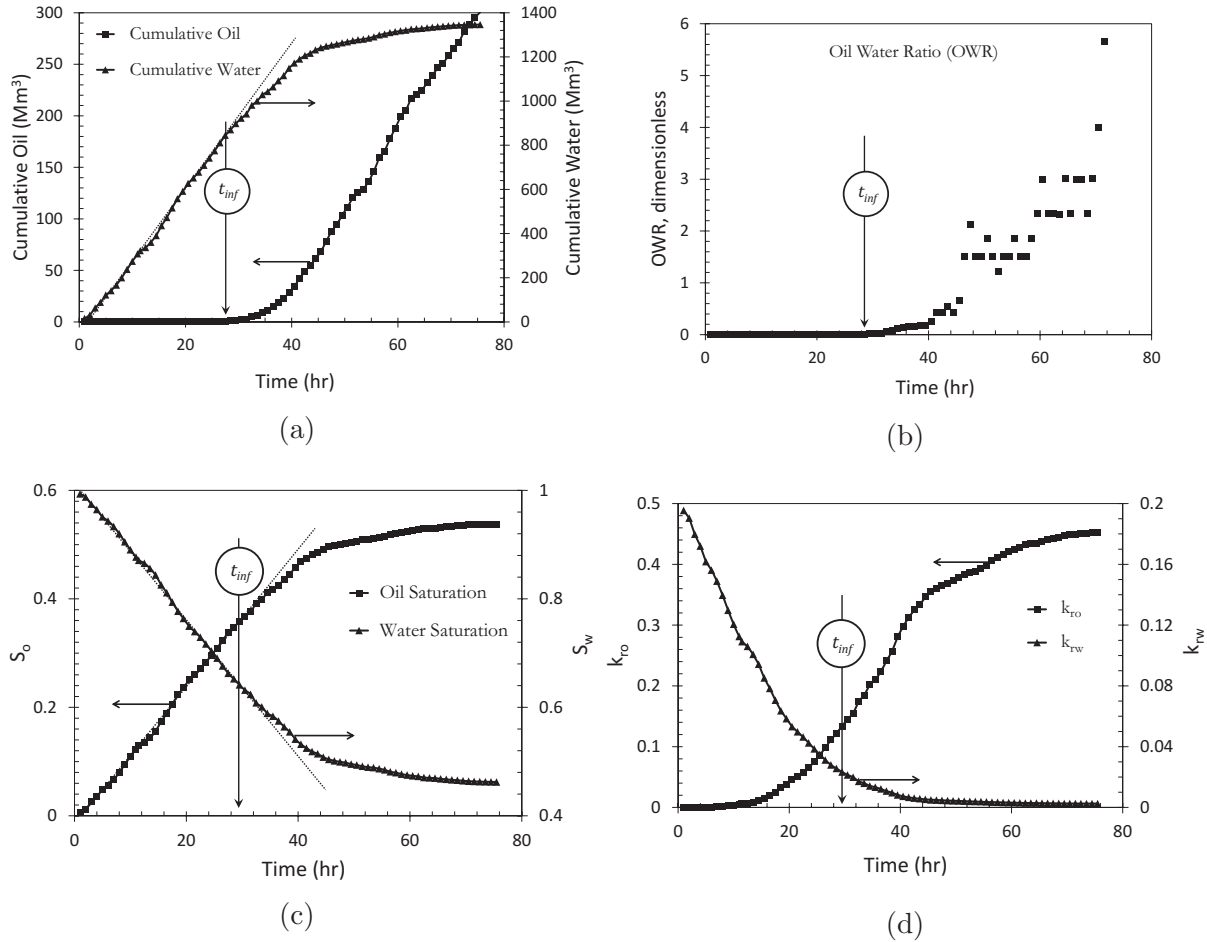 300
250
200
150
100
50
0
Cumulative Oil (Mm³)
Cumulative Oil
Cumulative Water
t_inf
1400
1200
1000
800
600
400
200
0
Cumulative Water (Mm³)
0 20 40 60 80
Time (hr)
(a)
6
5
4
3
2
1
0
OWR, dimensionless
Oil Water Ratio (OWR)
t_inf
0 20 40 60 80
Time (hr)
(b)
0.6
0.4
0.2
0
S_o
t_inf
Oil Saturation
Water Saturation
1
0.8
0.6
0.4
S_w
0 20 40 60 80
Time (hr)
(c)
0.5
0.4
0.3
0.2
0.1
0
k_ro
t_inf
k_ro
k_rw
0.2
0.16
0.12
0.08
0.04
0
k_rw
0 20 40 60 80
Time (hr)
(d)